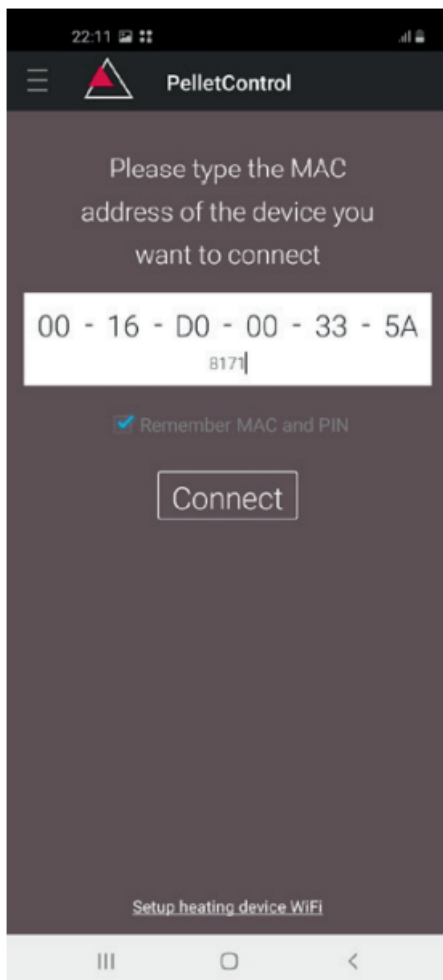 22:11
PelletControl
Please type the MAC
address of the device you
want to connect
00 - 16 - D0 - 00 - 33 - 5A
8171
Remember MAC and PIN
Connect
Setup heating device WiFi